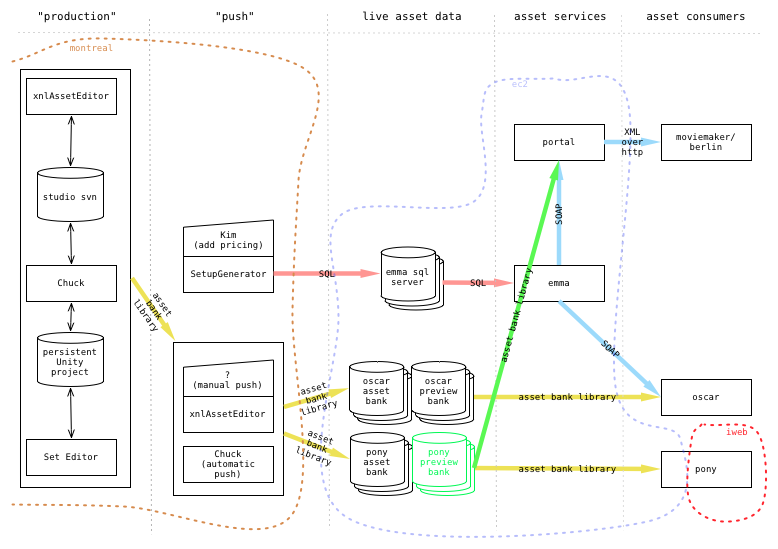 "production"
"push"
live asset data
asset services
asset consumers
montreal
ec2
xnlAssetEditor
studio svn
Chuck
persistent
Unity
project
Set Editor
asset
bank
library
Kim
(add pricing)
SetupGenerator
SQL
emma sql
server
SQL
portal
XML
over
http
moviemaker/
berlin
SOAP
emma
SOAP
asset bank library
?
(manual push)
xnlAssetEditor
Chuck
(automatic
push)
asset
bank
library
asset
bank
library
oscar
asset
bank
oscar
preview
bank
asset bank library
oscar
pony
asset
bank
pony
preview
bank
asset bank library
pony
iweb